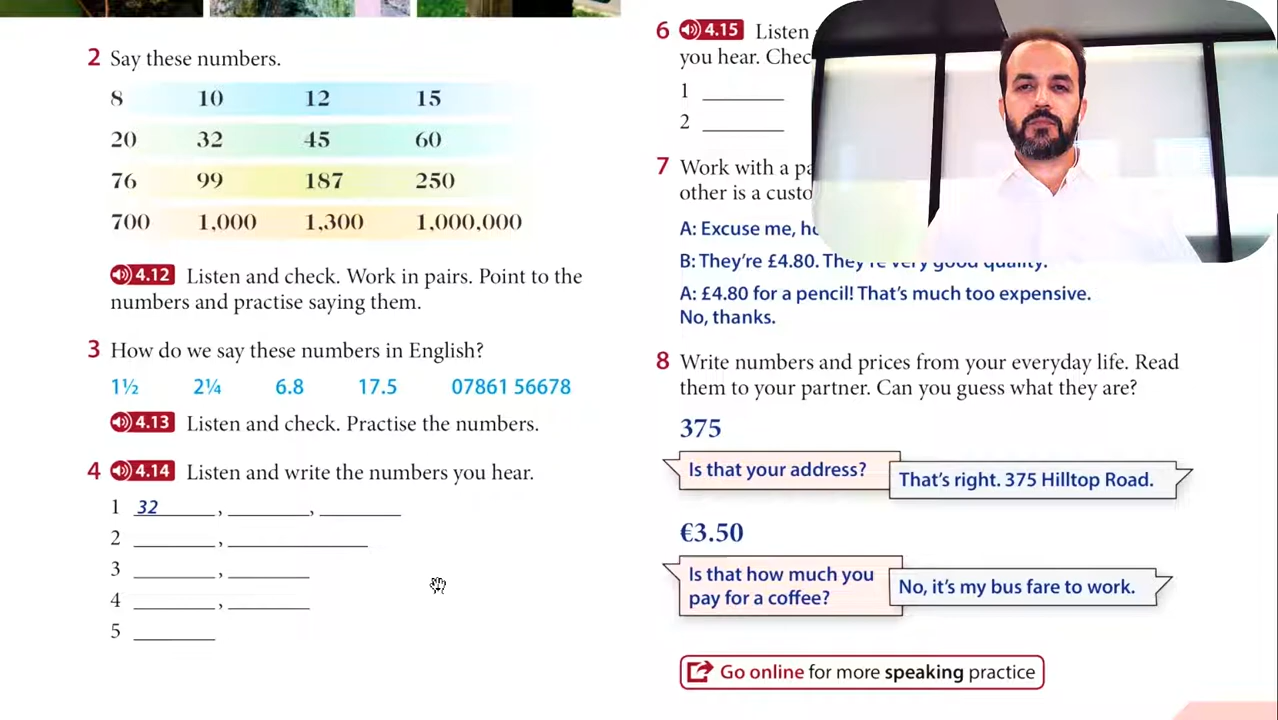 2 Say these numbers.
8 10 12 15
20 32 45 60
76 99 187 250
700 1,000 1,300 1,000,000
4.12 Listen and check. Work in pairs. Point to the
numbers and practise saying them.
3 How do we say these numbers in English?
1½ 2¼ 6.8 17.5 07861 56678
4.13 Listen and check. Practise the numbers.
4 4.14 Listen and write the numbers you hear.
1 32 , ,
2 ,
3 ,
4 ,
5
6 4.15 Listen
you hear.
1
2
7 Work with a
other is a
A: Excuse me,
B: They're £4.80. They're very good quality.
A: £4.80 for a pencil! That's much too expensive.
No, thanks.
8 Write numbers and prices from your everyday life. Read
them to your partner. Can you guess what they are?
375
Is that your address?
That's right. 375 Hilltop Road.
€3.50
Is that how much you
pay for a coffee?
No, it's my bus fare to work.
Go online for more speaking practice